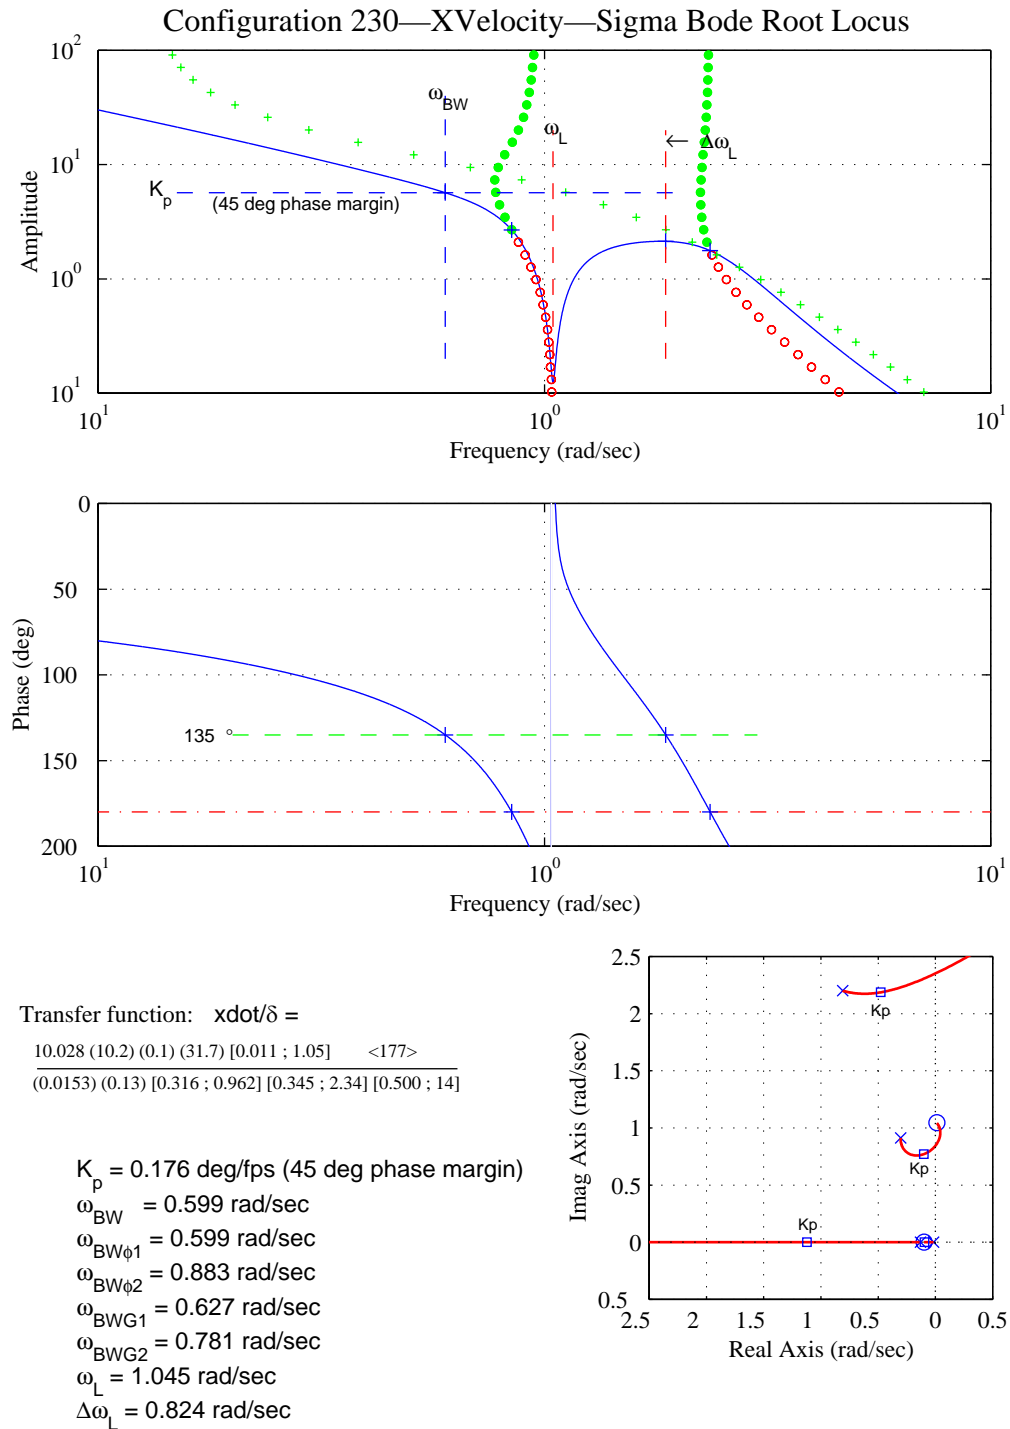 Configuration 230—XVelocity—Sigma Bode Root Locus
10²
10¹
10⁰
10¹
Amplitude
ω_BW
ω_L
← Δω_L
K_p
(45 deg phase margin)
10¹ 10⁰ 10¹
Frequency (rad/sec)
0
50
100
150
200
Phase (deg)
135 °
10¹ 10⁰ 10¹
Frequency (rad/sec)
Transfer function: xdot/δ =
10.028 (10.2) (0.1) (31.7) [0.011 ; 1.05] <177>
(0.0153) (0.13) [0.316 ; 0.962] [0.345 ; 2.34] [0.500 ; 14]
K_p = 0.176 deg/fps (45 deg phase margin)
ω_BW = 0.599 rad/sec
ω_BWφ1 = 0.599 rad/sec
ω_BWφ2 = 0.883 rad/sec
ω_BWG1 = 0.627 rad/sec
ω_BWG2 = 0.781 rad/sec
ω_L = 1.045 rad/sec
Δω_L = 0.824 rad/sec
2.5
2
1.5
1
0.5
0
0.5
Imag Axis (rad/sec)
Kp
Kp
Kp
2.5 2 1.5 1 0.5 0 0.5
Real Axis (rad/sec)